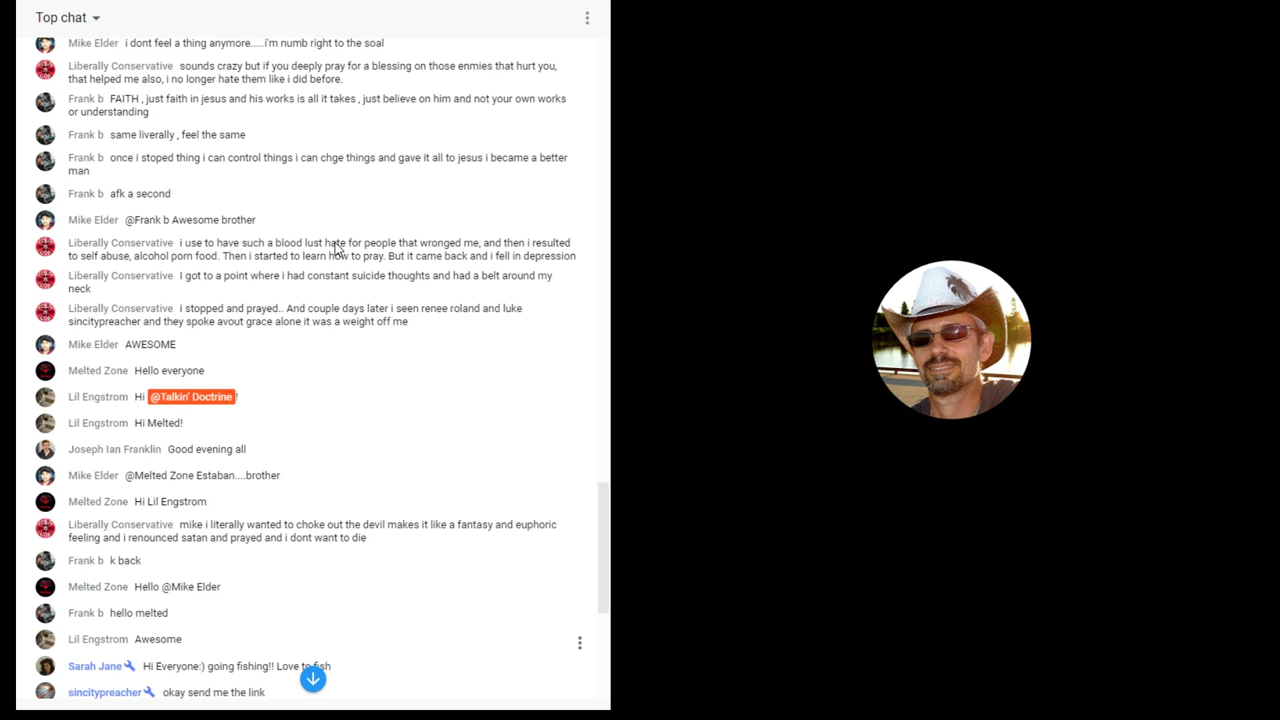 Top chat
Mike Elder i dont feel a thing anymore.....i'm numb right to the soal
Liberally Conservative sounds crazy but if you deeply pray for a blessing on those enmies that hurt you,
that helped me also, i no longer hate them like i did before.
Frank b FAITH , just faith in jesus and his works is all it takes , just believe on him and not your own works
or understanding
Frank b same liverally , feel the same
Frank b once i stoped thing i can control things i can chge things and gave it all to jesus i became a better
man
Frank b afk a second
Mike Elder @Frank b Awesome brother
Liberally Conservative i use to have such a blood lust hate for people that wronged me, and then i resulted
to self abuse, alcohol porn food. Then i started to learn how to pray. But it came back and i fell in depression
Liberally Conservative I got to a point where i had constant suicide thoughts and had a belt around my
neck
Liberally Conservative i stopped and prayed.. And couple days later i seen renee roland and luke
sincitypreacher and they spoke avout grace alone it was a weight off me
Mike Elder AWESOME
Melted Zone Hello everyone
Lil Engstrom Hi @Talkin' Doctrine !
Lil Engstrom Hi Melted!
Joseph Ian Franklin Good evening all
Mike Elder @Melted Zone Estaban....brother
Melted Zone Hi Lil Engstrom
Liberally Conservative mike i literally wanted to choke out the devil makes it like a fantasy and euphoric
feeling and i renounced satan and prayed and i dont want to die
Frank b k back
Melted Zone Hello @Mike Elder
Frank b hello melted
Lil Engstrom Awesome
Sarah Jane Hi Everyone:) going fishing!! Love to fish
sincitypreacher okay send me the link